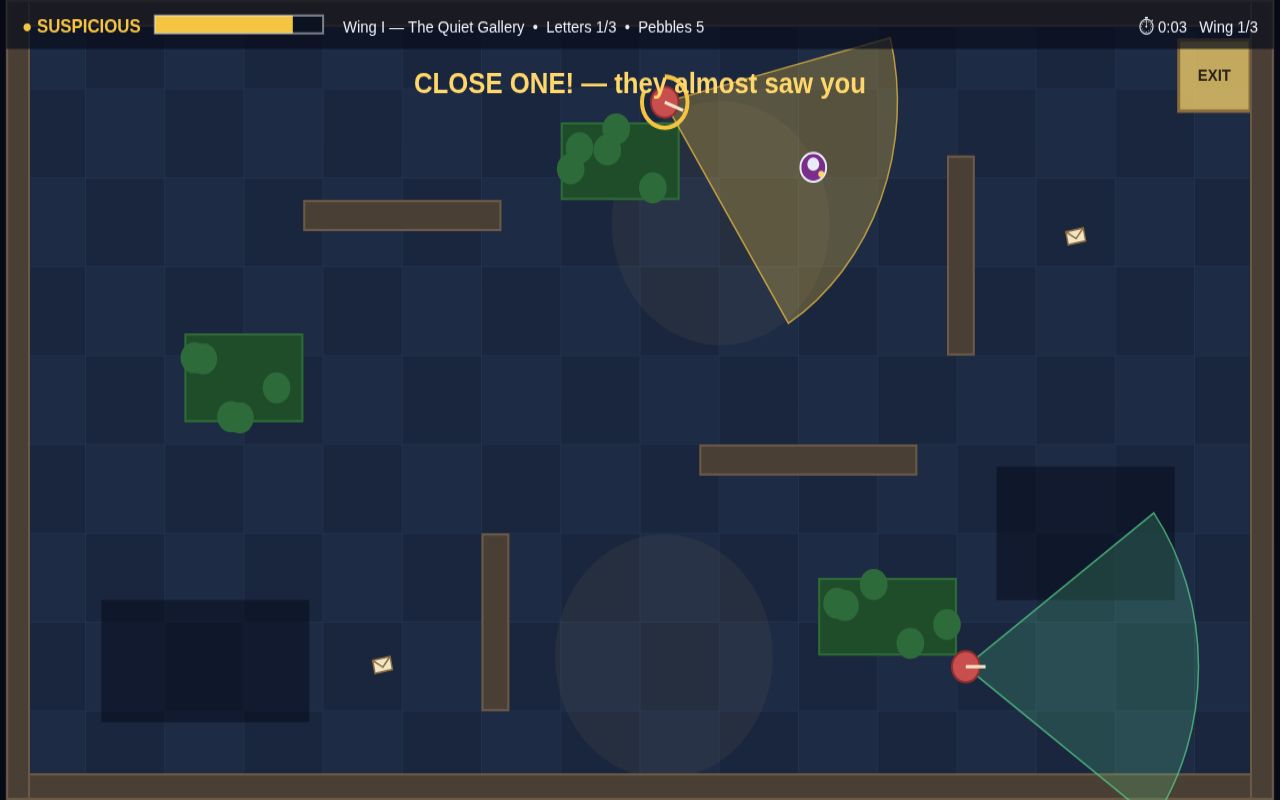 ● SUSPICIOUS Wing I — The Quiet Gallery • Letters 1/3 • Pebbles 5 ⏱ 0:03 Wing 1/3
EXIT
CLOSE ONE! — they almost saw you